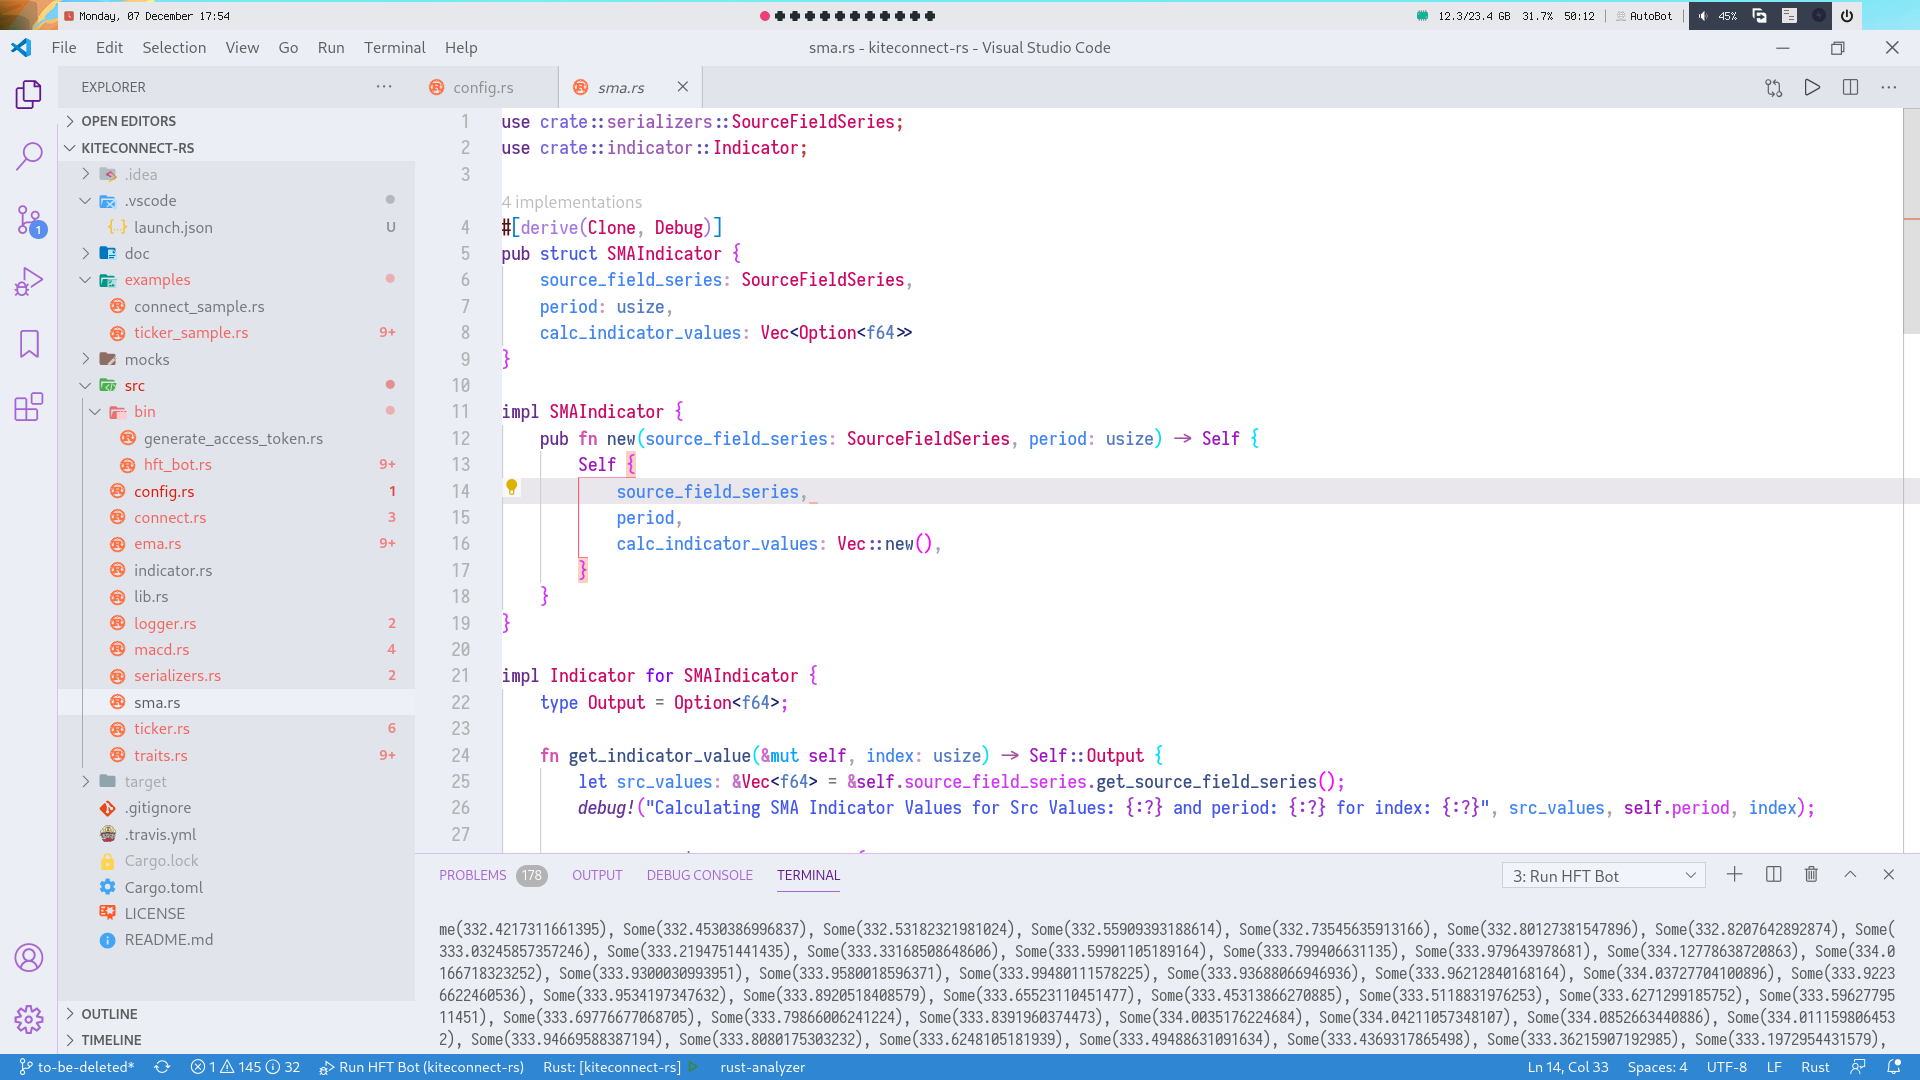 Monday, 07 December 17:54
12.3/23.4 GB 31.7% 50:12 | AutoBot | 45%
File Edit Selection View Go Run Terminal Help
sma.rs - kiteconnect-rs - Visual Studio Code
EXPLORER
config.rs
sma.rs
OPEN EDITORS
KITECONNECT-RS
.idea
.vscode
launch.json U
doc
examples
connect_sample.rs
ticker_sample.rs 9+
mocks
src
bin
generate_access_token.rs
hft_bot.rs 9+
config.rs 1
connect.rs 3
ema.rs 9+
indicator.rs
lib.rs
logger.rs 2
macd.rs 4
serializers.rs 2
sma.rs
ticker.rs 6
traits.rs 9+
target
.gitignore
.travis.yml
Cargo.lock
Cargo.toml
LICENSE
README.md
OUTLINE
TIMELINE
1
1 use crate::serializers::SourceFieldSeries;
2 use crate::indicator::Indicator;
3
4 implementations
4 #[derive(Clone, Debug)]
5 pub struct SMAIndicator {
6 source_field_series: SourceFieldSeries,
7 period: usize,
8 calc_indicator_values: Vec<Option<f64>>
9 }
10
11 impl SMAIndicator {
12 pub fn new(source_field_series: SourceFieldSeries, period: usize) -> Self {
13 Self {
14 source_field_series,
15 period,
16 calc_indicator_values: Vec::new(),
17 }
18 }
19 }
20
21 impl Indicator for SMAIndicator {
22 type Output = Option<f64>;
23
24 fn get_indicator_value(&mut self, index: usize) -> Self::Output {
25 let src_values: &Vec<f64> = &self.source_field_series.get_source_field_series();
26 debug!("Calculating SMA Indicator Values for Src Values: {:?} and period: {:?} for index: {:?}", src_values, self.period, index);
27
PROBLEMS 178 OUTPUT DEBUG CONSOLE TERMINAL
3: Run HFT Bot
me(332.4217311661395), Some(332.4530386996837), Some(332.53182321981024), Some(332.55909393188614), Some(332.73545635913166), Some(332.80127381547896), Some(332.8207642892874), Some(
333.03245857357246), Some(333.2194751441435), Some(333.33168508648606), Some(333.59901105189164), Some(333.799406631135), Some(333.979643978681), Some(334.12778638720863), Some(334.0
166718323252), Some(333.9300030993951), Some(333.9580018596371), Some(333.99480111578225), Some(333.93688066946936), Some(333.96212840168164), Some(334.03727704100896), Some(333.9223
6622460536), Some(333.9534197347632), Some(333.8920518408579), Some(333.65523110451477), Some(333.45313866270885), Some(333.5118831976253), Some(333.6271299185752), Some(333.5962779
511451), Some(333.69776677068705), Some(333.79866006241224), Some(333.8391960374473), Some(334.0035176224684), Some(334.04211057348107), Some(334.0852663440886), Some(334.011159806453
2), Some(333.94669588387194), Some(333.8080175303232), Some(333.6248105181939), Some(333.49488631091634), Some(333.4369317865498), Some(333.36215907192985), Some(333.1972954431579),
to-be-deleted* 1 145 32 Run HFT Bot (kiteconnect-rs) Rust: [kiteconnect-rs] rust-analyzer
Ln 14, Col 33 Spaces: 4 UTF-8 LF Rust